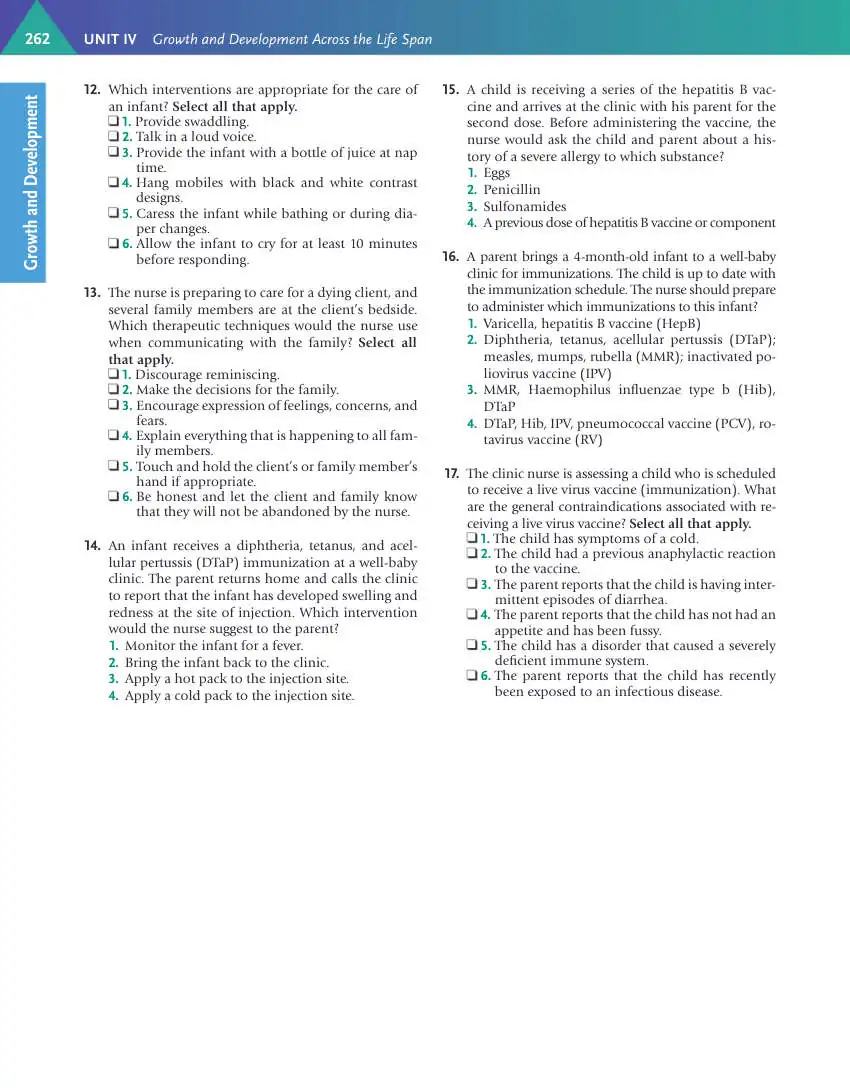 262 UNIT IV Growth and Development Across the Life Span
Growth and Development
12. Which interventions are appropriate for the care of
an infant? Select all that apply.
❑ 1. Provide swaddling.
❑ 2. Talk in a loud voice.
❑ 3. Provide the infant with a bottle of juice at nap
time.
❑ 4. Hang mobiles with black and white contrast
designs.
❑ 5. Caress the infant while bathing or during dia-
per changes.
❑ 6. Allow the infant to cry for at least 10 minutes
before responding.
13. The nurse is preparing to care for a dying client, and
several family members are at the client's bedside.
Which therapeutic techniques would the nurse use
when communicating with the family? Select all
that apply.
❑ 1. Discourage reminiscing.
❑ 2. Make the decisions for the family.
❑ 3. Encourage expression of feelings, concerns, and
fears.
❑ 4. Explain everything that is happening to all fam-
ily members.
❑ 5. Touch and hold the client's or family member's
hand if appropriate.
❑ 6. Be honest and let the client and family know
that they will not be abandoned by the nurse.
14. An infant receives a diphtheria, tetanus, and acel-
lular pertussis (DTaP) immunization at a well-baby
clinic. The parent returns home and calls the clinic
to report that the infant has developed swelling and
redness at the site of injection. Which intervention
would the nurse suggest to the parent?
1. Monitor the infant for a fever.
2. Bring the infant back to the clinic.
3. Apply a hot pack to the injection site.
4. Apply a cold pack to the injection site.
15. A child is receiving a series of the hepatitis B vac-
cine and arrives at the clinic with his parent for the
second dose. Before administering the vaccine, the
nurse would ask the child and parent about a his-
tory of a severe allergy to which substance?
1. Eggs
2. Penicillin
3. Sulfonamides
4. A previous dose of hepatitis B vaccine or component
16. A parent brings a 4-month-old infant to a well-baby
clinic for immunizations. The child is up to date with
the immunization schedule. The nurse should prepare
to administer which immunizations to this infant?
1. Varicella, hepatitis B vaccine (HepB)
2. Diphtheria, tetanus, acellular pertussis (DTaP);
measles, mumps, rubella (MMR); inactivated po-
liovirus vaccine (IPV)
3. MMR, Haemophilus influenzae type b (Hib),
DTaP
4. DTaP, Hib, IPV, pneumococcal vaccine (PCV), ro-
tavirus vaccine (RV)
17. The clinic nurse is assessing a child who is scheduled
to receive a live virus vaccine (immunization). What
are the general contraindications associated with re-
ceiving a live virus vaccine? Select all that apply.
❑ 1. The child has symptoms of a cold.
❑ 2. The child had a previous anaphylactic reaction
to the vaccine.
❑ 3. The parent reports that the child is having inter-
mittent episodes of diarrhea.
❑ 4. The parent reports that the child has not had an
appetite and has been fussy.
❑ 5. The child has a disorder that caused a severely
deficient immune system.
❑ 6. The parent reports that the child has recently
been exposed to an infectious disease.